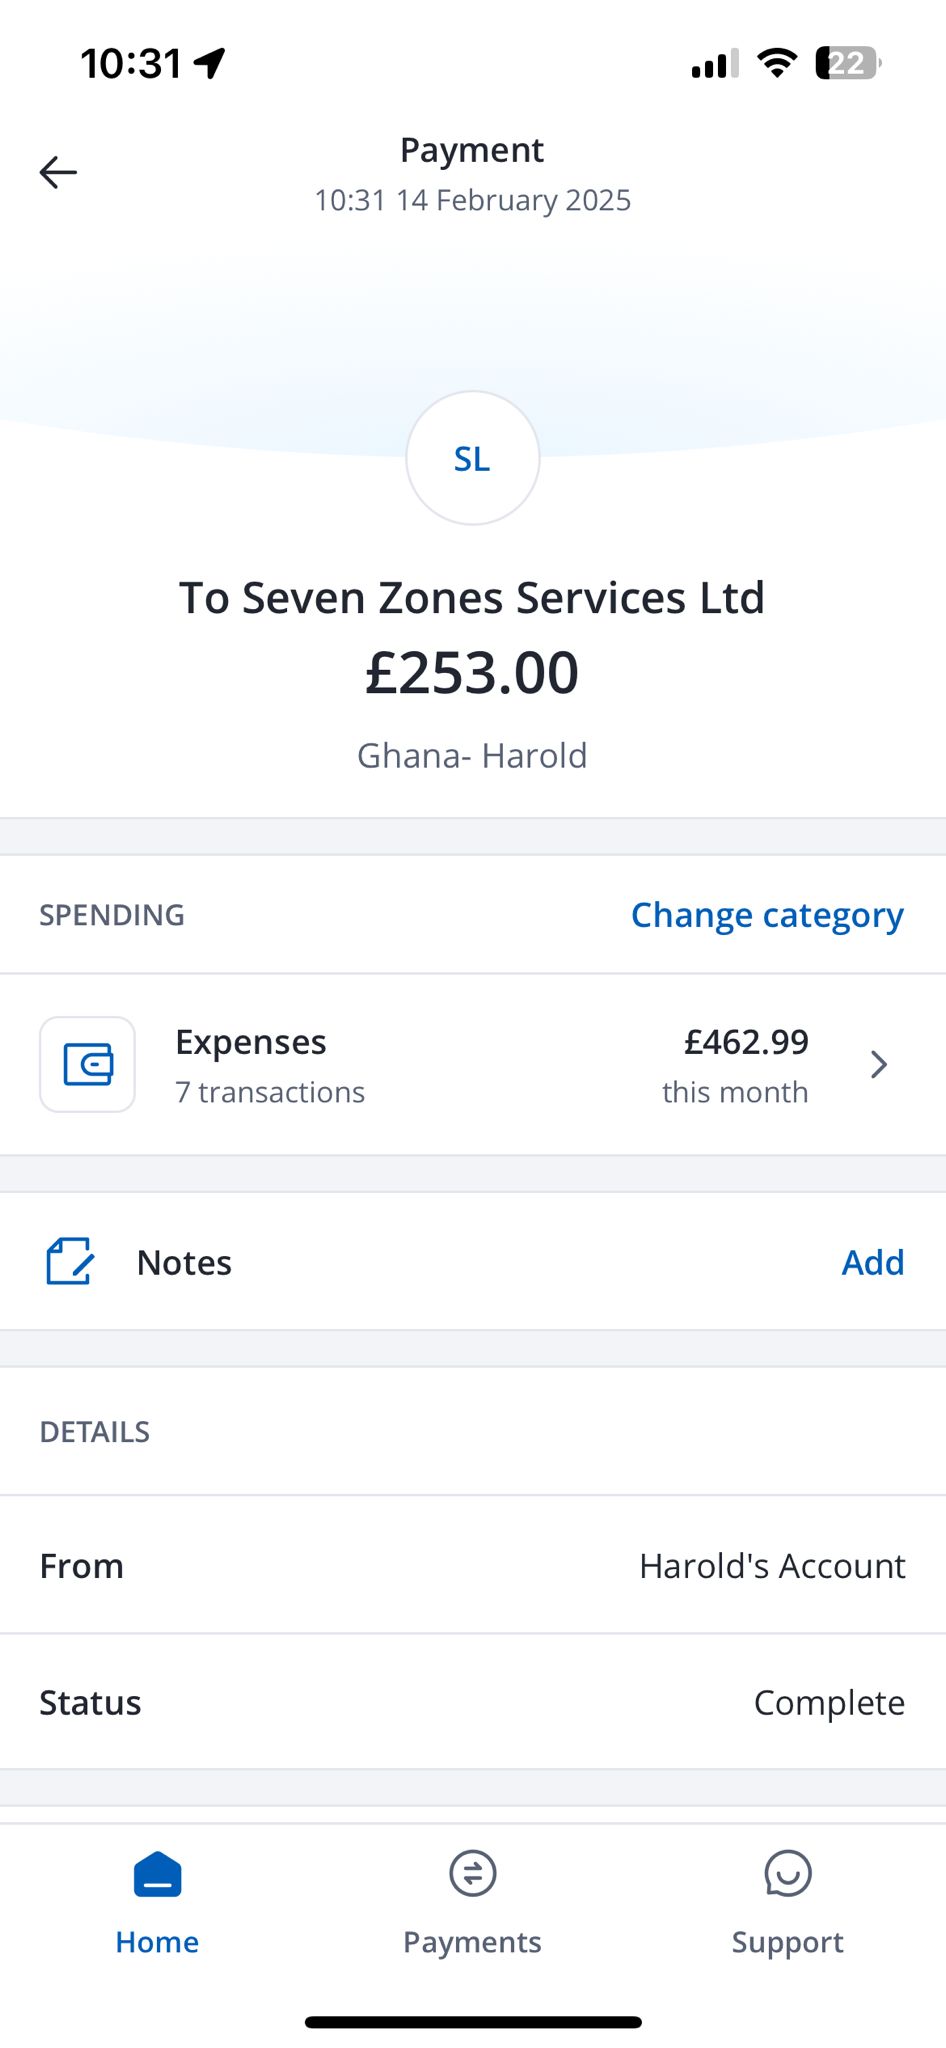 10:31
22
Payment
10:31 14 February 2025
SL
To Seven Zones Services Ltd
£253.00
Ghana- Harold
SPENDING
Change category
Expenses
£462.99
7 transactions
this month
Notes
Add
DETAILS
From
Harold's Account
Status
Complete
Home
Payments
Support